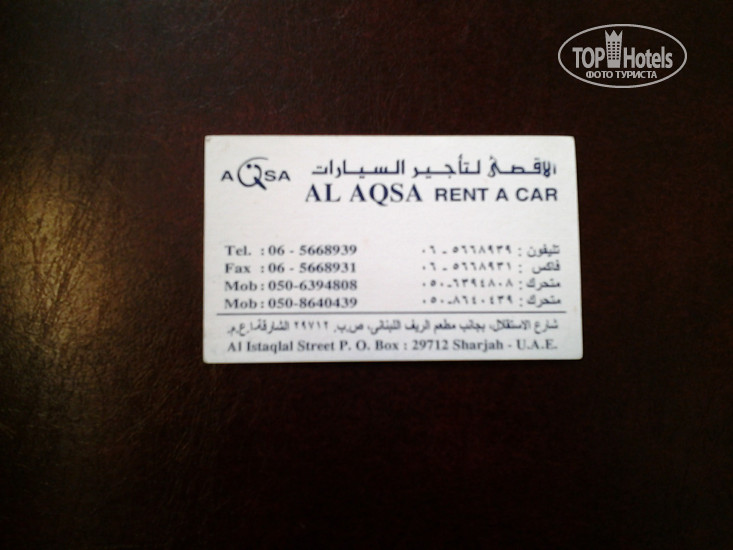 TOP Hotels
ФОТО ТУРИСТА
AQSA
الاقصى لتأجير السيارات
AL AQSA RENT A CAR
Tel. : 06 - 5668939
تليفون : ٥٦٦٨٩٣٩ - ٠٦
Fax : 06 - 5668931
فاكس : ٥٦٦٨٩٣١ - ٠٦
Mob : 050-6394808
متحرك : ٦٣٩٤٨٠٨-٠٥٠
Mob : 050-8640439
متحرك : ٨٦٤٠٤٣٩-٠٥٠
شارع الاستقلال، بجانب مطعم الريف اللبناني، ص.ب. ٢٩٧١٢ الشارقة-ا.ع.م.
Al Istaqlal Street P. O. Box : 29712 Sharjah - U.A.E.